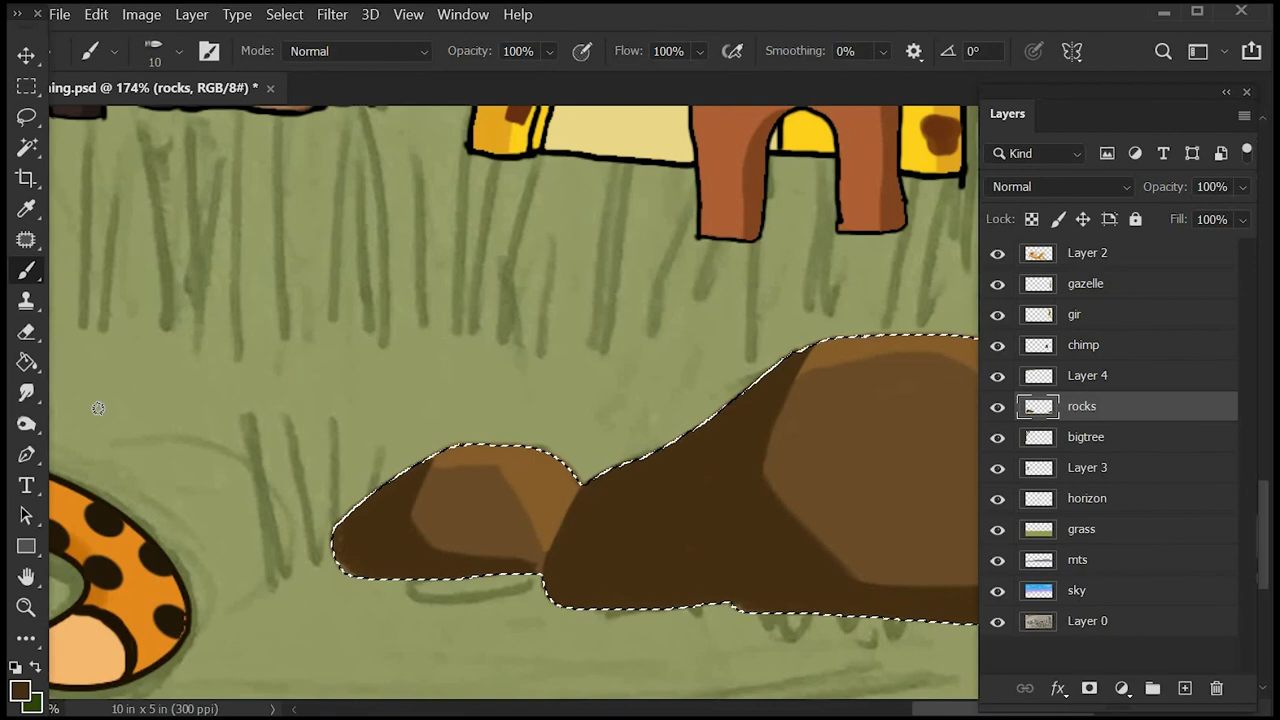 File Edit Image Layer Type Select Filter 3D View Window Help
10 Mode: Normal Opacity: 100% Flow: 100% Smoothing: 0% 0°
ing.psd @ 174% (rocks, RGB/8#) *
Layers
Kind
Normal Opacity: 100%
Lock: Fill: 100%
Layer 2
gazelle
gir
chimp
Layer 4
rocks
bigtree
Layer 3
horizon
grass
mts
sky
Layer 0
% 10 in x 5 in (300 ppi)